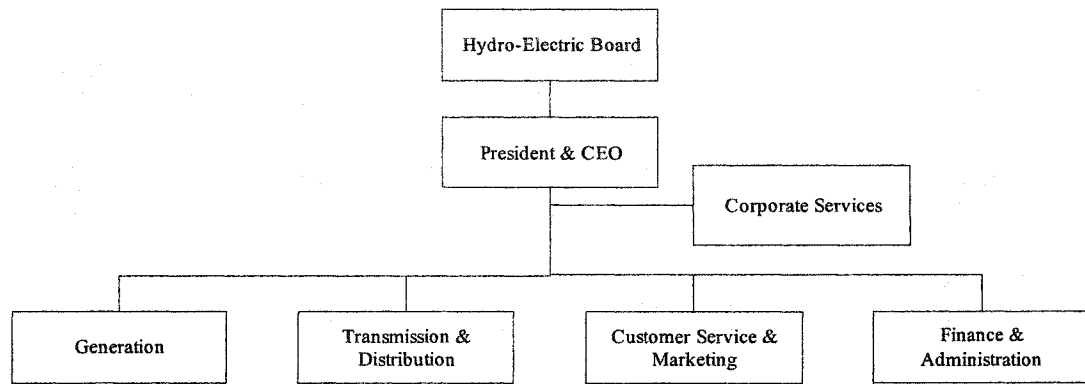 Hydro-Electric Board
President & CEO
Corporate Services
Generation
Transmission &
Distribution
Customer Service &
Marketing
Finance &
Administration